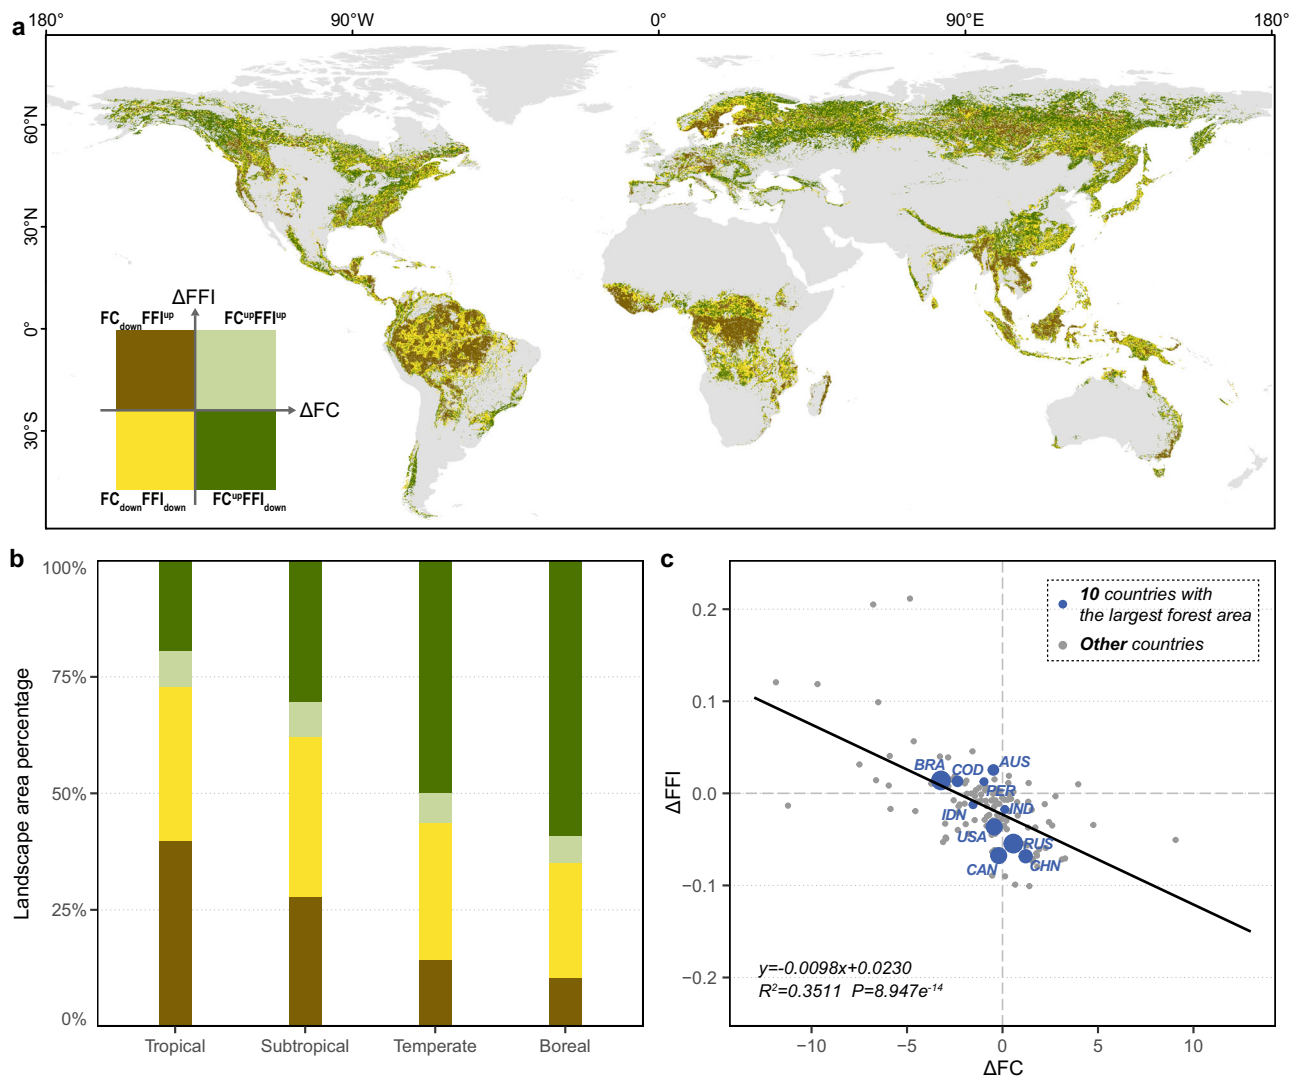 a
180° 90°W 0° 90°E 180°
60°N
30°N
0°
30°S
ΔFFI
FCdownFFIup FCupFFIup
ΔFC
FCdownFFIdown FCupFFIdown
b
100%
75%
50%
25%
0%
Landscape area percentage
Tropical Subtropical Temperate Boreal
c
10 countries with
the largest forest area
Other countries
0.2
0.1
0.0
−0.1
−0.2
ΔFFI
BRA COD AUS
PER
IDN IND
USA RUS
CAN CHN
y=-0.0098x+0.0230
R²=0.3511 P=8.947e⁻¹⁴
−10 −5 0 5 10
ΔFC